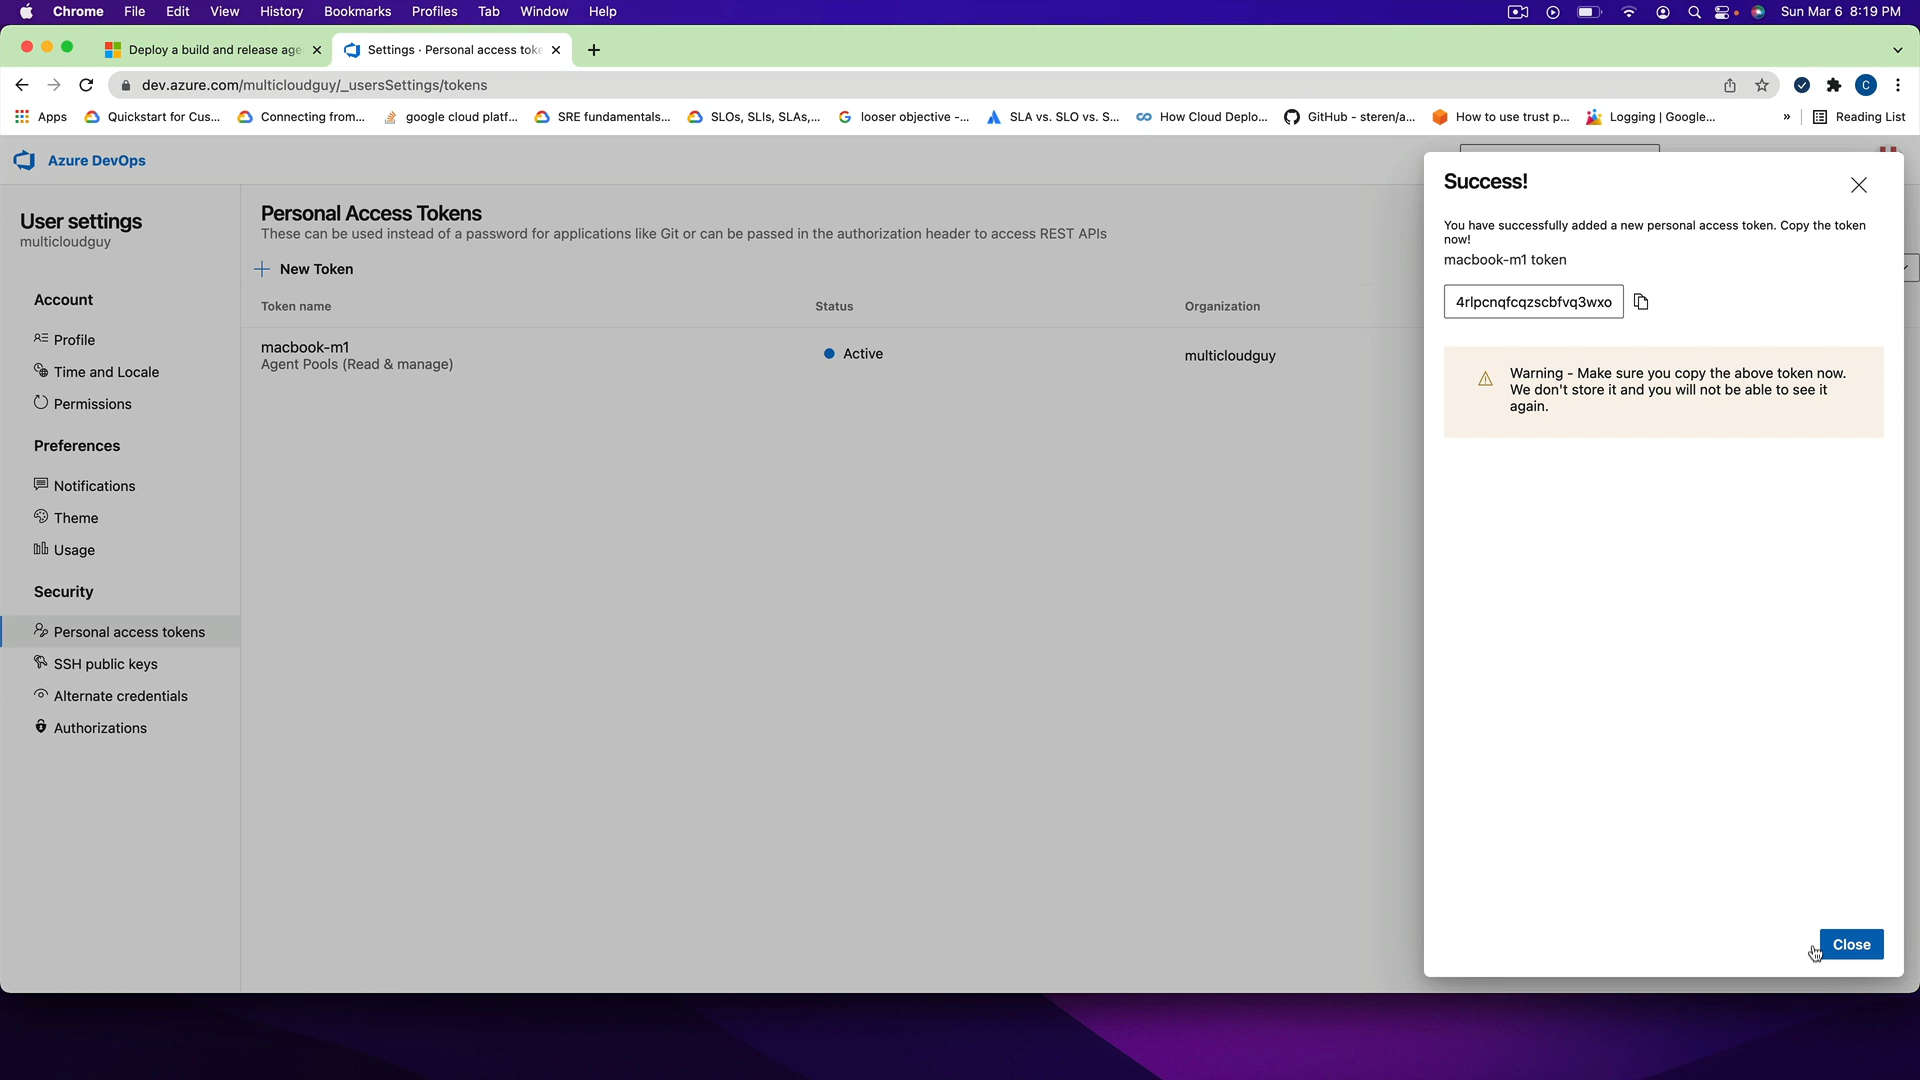 Chrome File Edit View History Bookmarks Profiles Tab Window Help Sun Mar 6 8:19 PM
Deploy a build and release age
Settings · Personal access toke
dev.azure.com/multicloudguy/_usersSettings/tokens
C
Apps Quickstart for Cus... Connecting from... google cloud platf... SRE fundamentals... SLOs, SLIs, SLAs,... looser objective -... SLA vs. SLO vs. S... How Cloud Deplo... GitHub - steren/a... How to use trust p... Logging | Google... » Reading List
Azure DevOps
User settings
multicloudguy
Account
Profile
Time and Locale
Permissions
Preferences
Notifications
Theme
Usage
Security
Personal access tokens
SSH public keys
Alternate credentials
Authorizations
Personal Access Tokens
These can be used instead of a password for applications like Git or can be passed in the authorization header to access REST APIs
New Token
Token name Status Organization
macbook-m1 Active multicloudguy
Agent Pools (Read & manage)
Success!
You have successfully added a new personal access token. Copy the token
now!
macbook-m1 token
4rlpcnqfcqzscbfvq3wxo
Warning - Make sure you copy the above token now.
We don't store it and you will not be able to see it
again.
Close